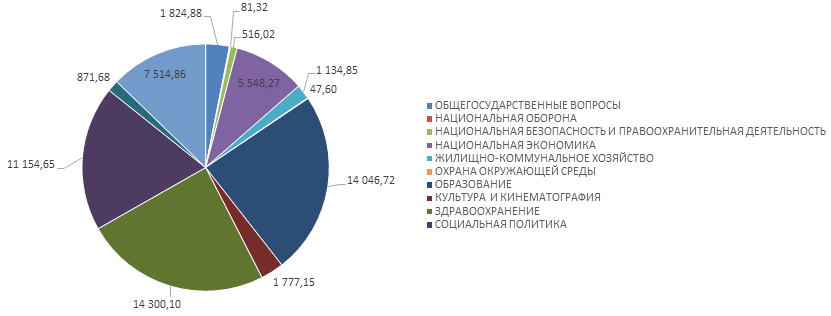 1 824,88
81,32
516,02
5 548,27
1 134,85
47,60
14 046,72
1 777,15
14 300,10
11 154,65
871,68
7 514,86
ОБЩЕГОСУДАРСТВЕННЫЕ ВОПРОСЫ
НАЦИОНАЛЬНАЯ ОБОРОНА
НАЦИОНАЛЬНАЯ БЕЗОПАСНОСТЬ И ПРАВООХРАНИТЕЛЬНАЯ ДЕЯТЕЛЬНОСТЬ
НАЦИОНАЛЬНАЯ ЭКОНОМИКА
ЖИЛИЩНО-КОММУНАЛЬНОЕ ХОЗЯЙСТВО
ОХРАНА ОКРУЖАЮЩЕЙ СРЕДЫ
ОБРАЗОВАНИЕ
КУЛЬТУРА И КИНЕМАТОГРАФИЯ
ЗДРАВООХРАНЕНИЕ
СОЦИАЛЬНАЯ ПОЛИТИКА